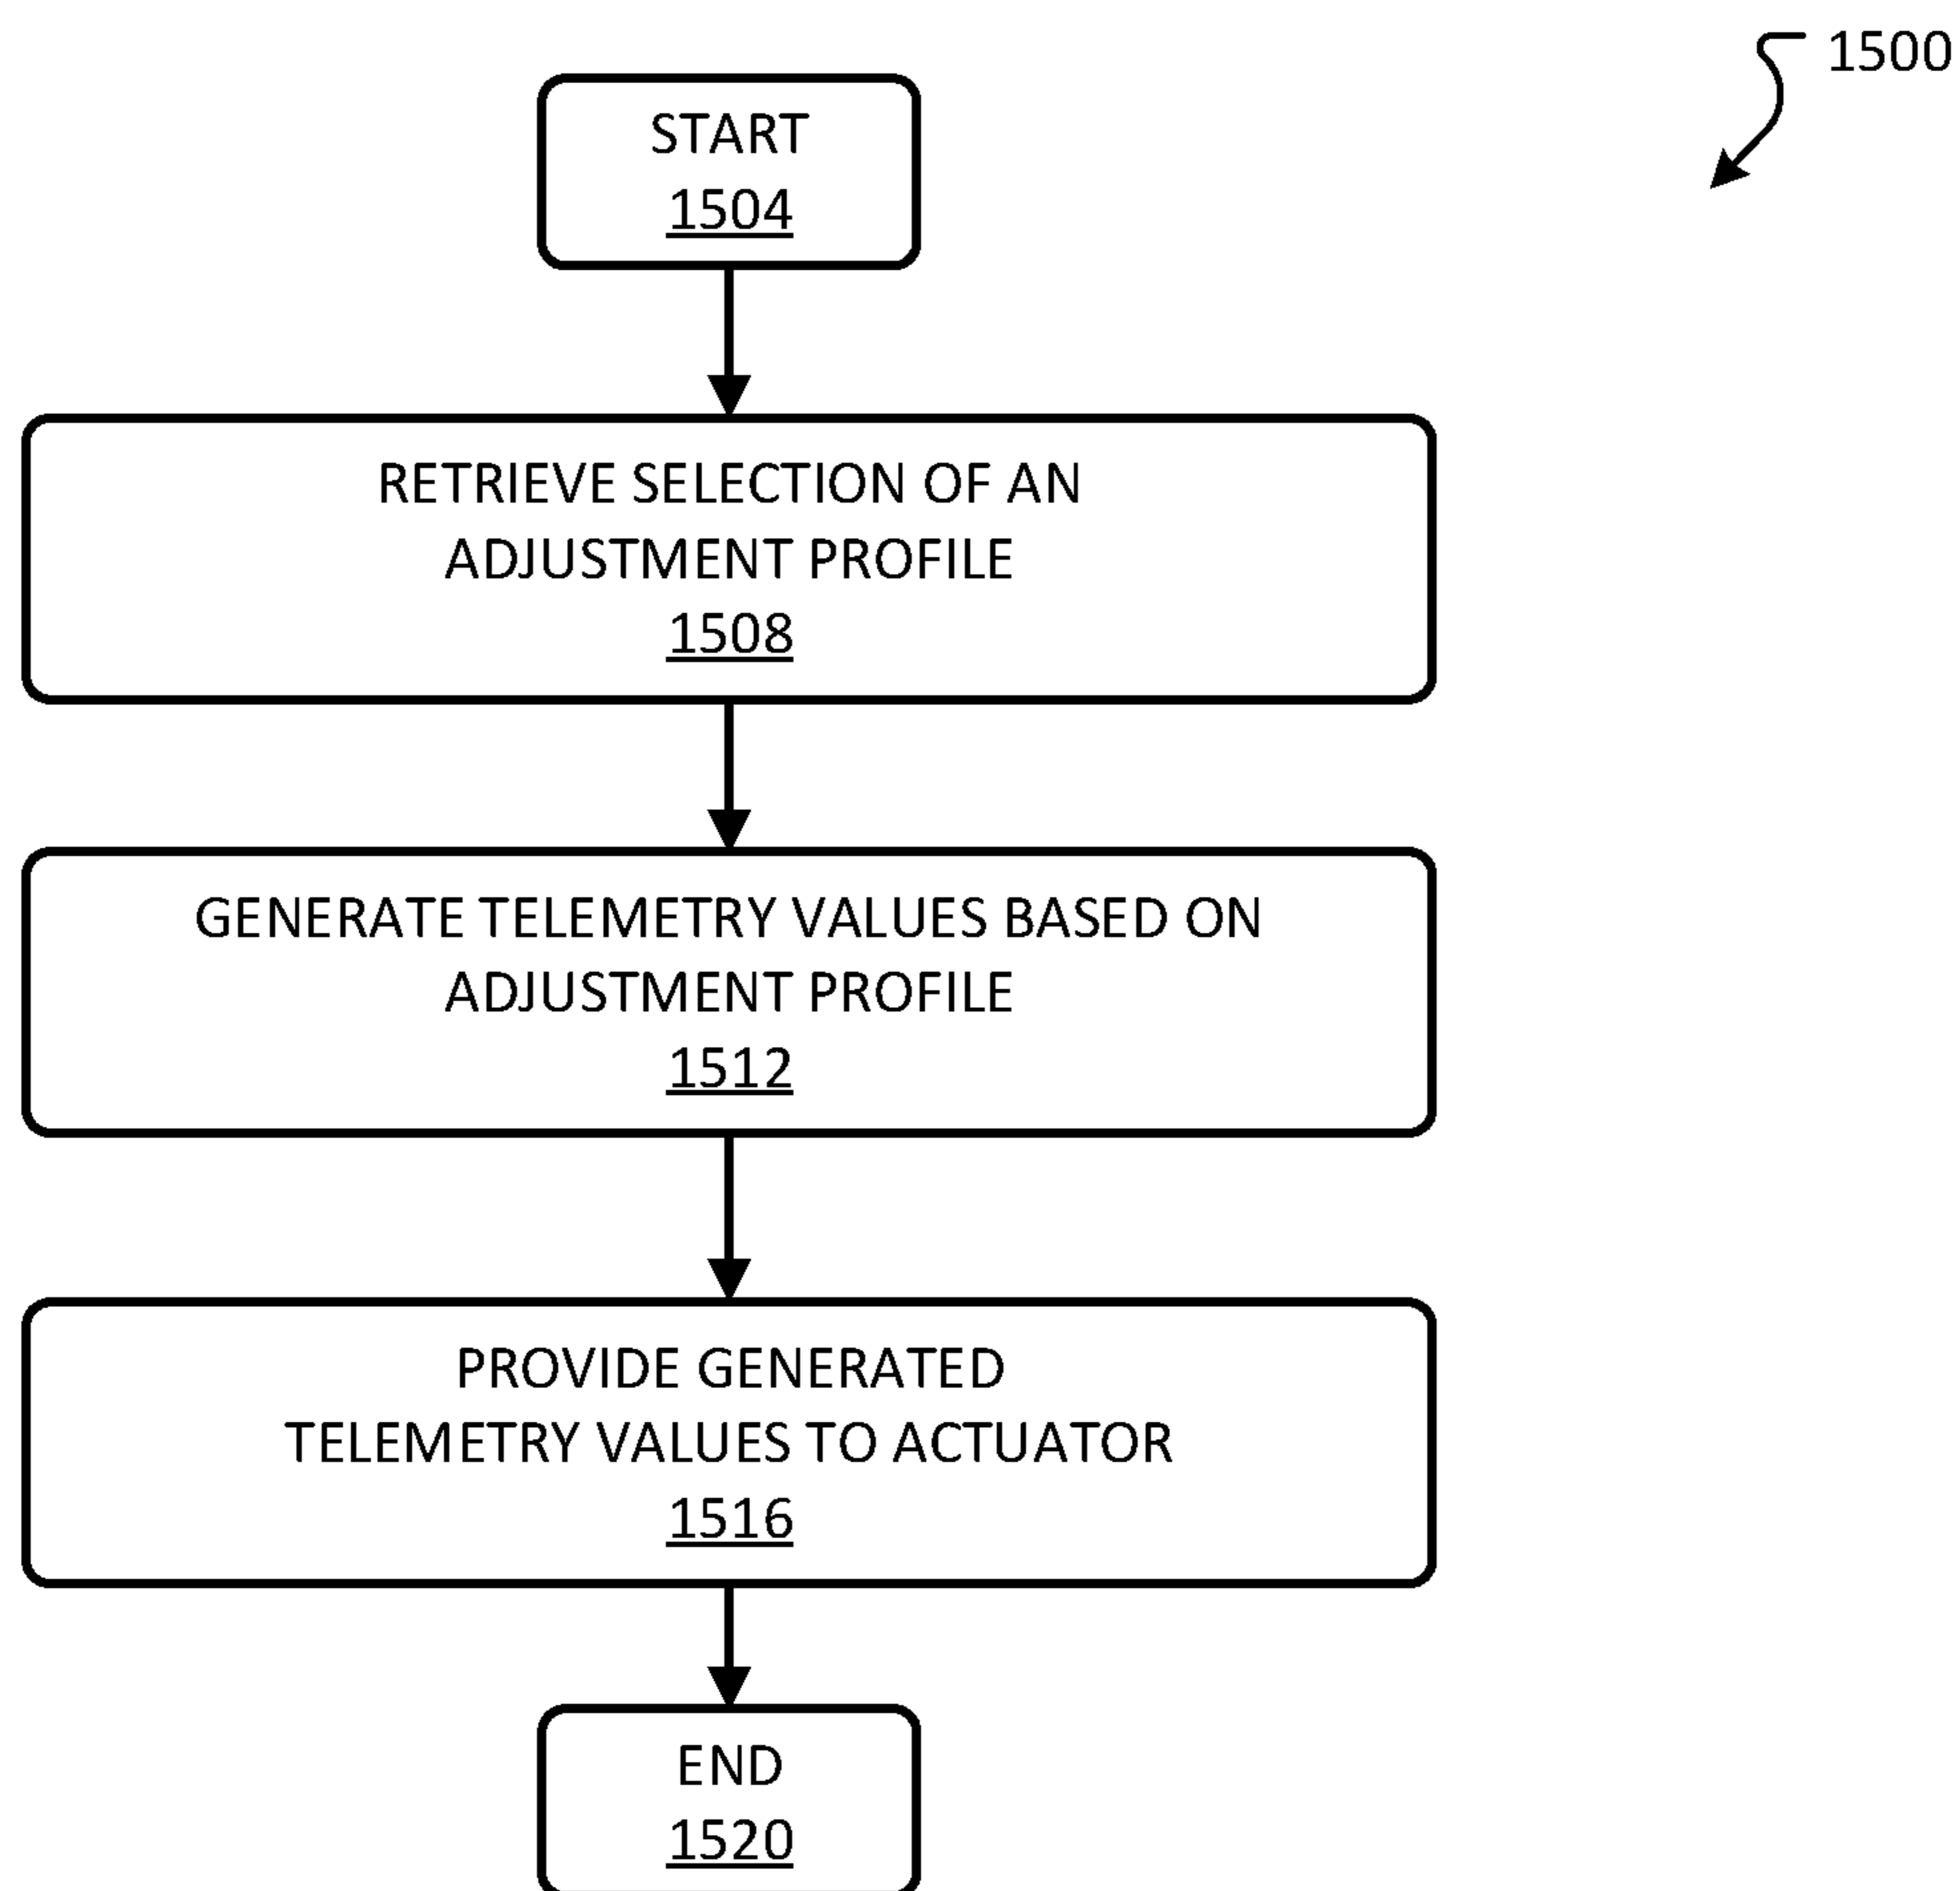 1500
START
1504
RETRIEVE SELECTION OF AN
ADJUSTMENT PROFILE
1508
GENERATE TELEMETRY VALUES BASED ON
ADJUSTMENT PROFILE
1512
PROVIDE GENERATED
TELEMETRY VALUES TO ACTUATOR
1516
END
1520